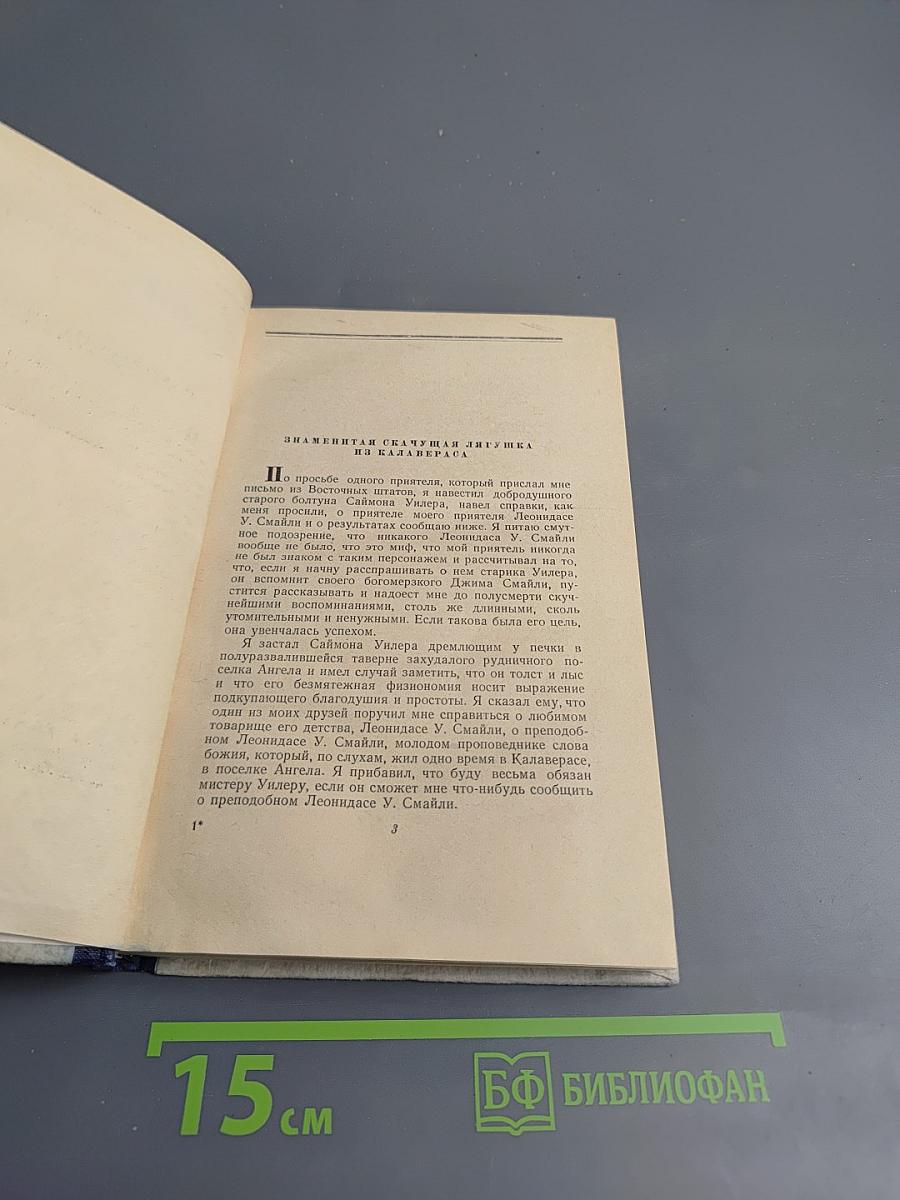 ЗНАМЕНИТАЯ СКАЧУЩАЯ ЛЯГУШКА
ИЗ КАЛАВЕРАСА
По просьбе одного приятеля, который прислал мне
письмо из Восточных штатов, я навестил добродушного
старого болтуна Саймона Уилера, навел справки, как
меня просили, о приятеле моего приятеля Леонидасе
У. Смайли и о результатах сообщаю ниже. Я питаю смут-
ное подозрение, что никакого Леонидаса У. Смайли
вообще не было, что это миф, что мой приятель никогда
не был знаком с таким персонажем и рассчитывал на то,
что, если я начну расспрашивать о нем старика Уилера,
он вспомнит своего богомерзкого Джима Смайли, пу-
стится рассказывать и надоест мне до полусмерти скуч-
нейшими воспоминаниями, столь же длинными, сколь
утомительными и ненужными. Если такова была его цель,
она увенчалась успехом.
Я застал Саймона Уилера дремлющим у печки в
полуразвалившейся таверне захудалого рудничного по-
селка Ангела и имел случай заметить, что он толст и лыс
и что его безмятежная физиономия носит выражение
подкупающего благодушия и простоты. Я сказал ему, что
один из моих друзей поручил мне справиться о любимом
товарище его детства, Леонидасе У. Смайли, о преподоб-
ном Леонидасе У. Смайли, молодом проповеднике слова
божия, который, по слухам, жил одно время в Калаверасе,
в поселке Ангела. Я прибавил, что буду весьма обязан
мистеру Уилеру, если он сможет мне что-нибудь сообщить
о преподобном Леонидасе У. Смайли.
1* 3
15 см БФ БИБЛИОФАН